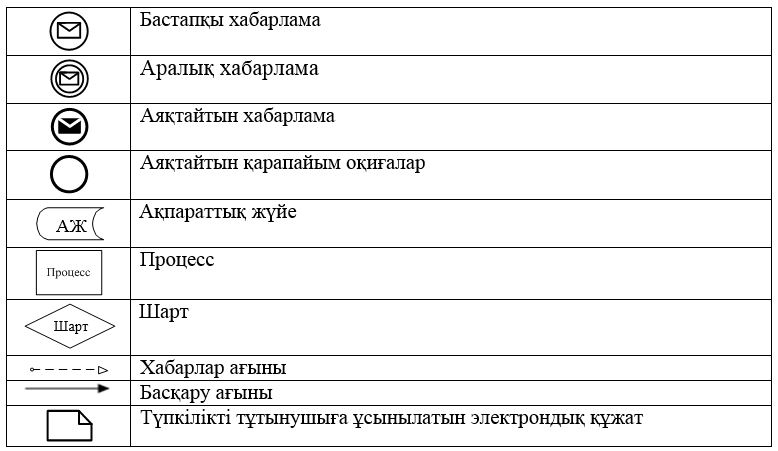 Бастапқы хабарлама
Аралық хабарлама
Аяқтайтын хабарлама
Аяқтайтын қарапайым оқиғалар
АЖ
Ақпараттық жүйе
Процесс
Процесс
Шарт
Шарт
Хабарлар ағыны
Басқару ағыны
Түпкілікті тұтынушыға ұсынылатын электрондық құжат